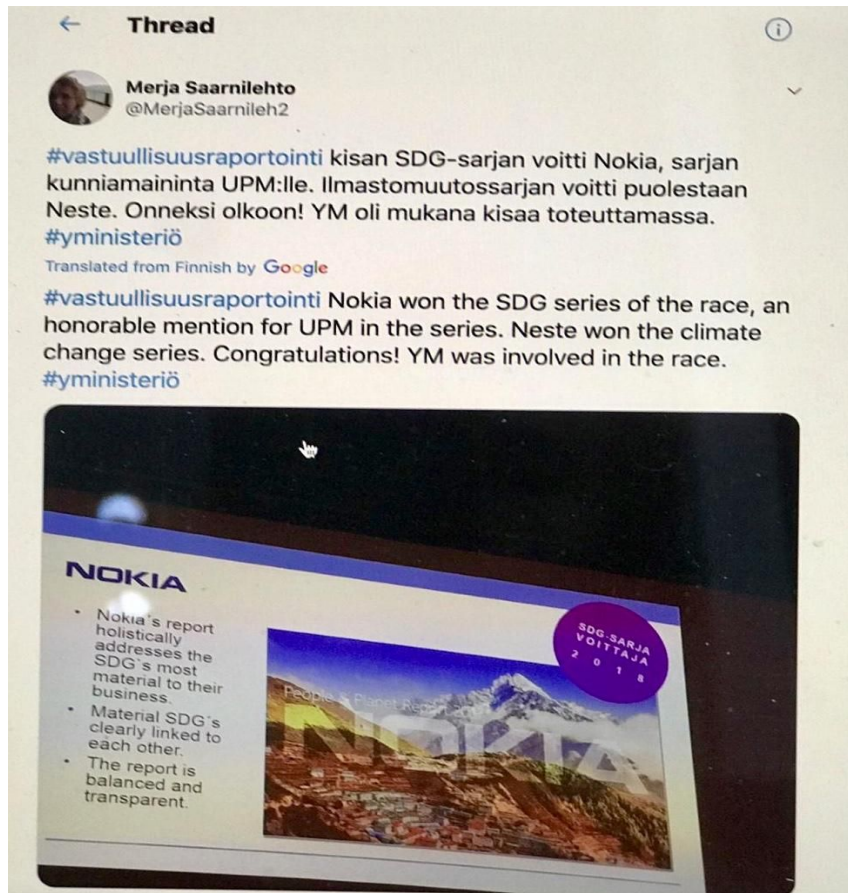 Thread
Merja Saarnilehto
@MerjaSaarnileh2
#vastuullisuusraportointi kisan SDG-sarjan voitti Nokia, sarjan
kunniamaininta UPM:lle. Ilmastomuutossarjan voitti puolestaan
Neste. Onneksi olkoon! YM oli mukana kisaa toteuttamassa.
#yministeriö
Translated from Finnish by Google
#vastuullisuusraportointi Nokia won the SDG series of the race, an
honorable mention for UPM in the series. Neste won the climate
change series. Congratulations! YM was involved in the race.
#yministeriö
NOKIA
• Nokia´s report
holistically
addresses the
SDG´s most
material to their
business.
• Material SDG´s
clearly linked to
each other.
• The report is
balanced and
transparent.
SDG-SARJA
VOITTAJA
2018
People & Planet Report
NOKIA